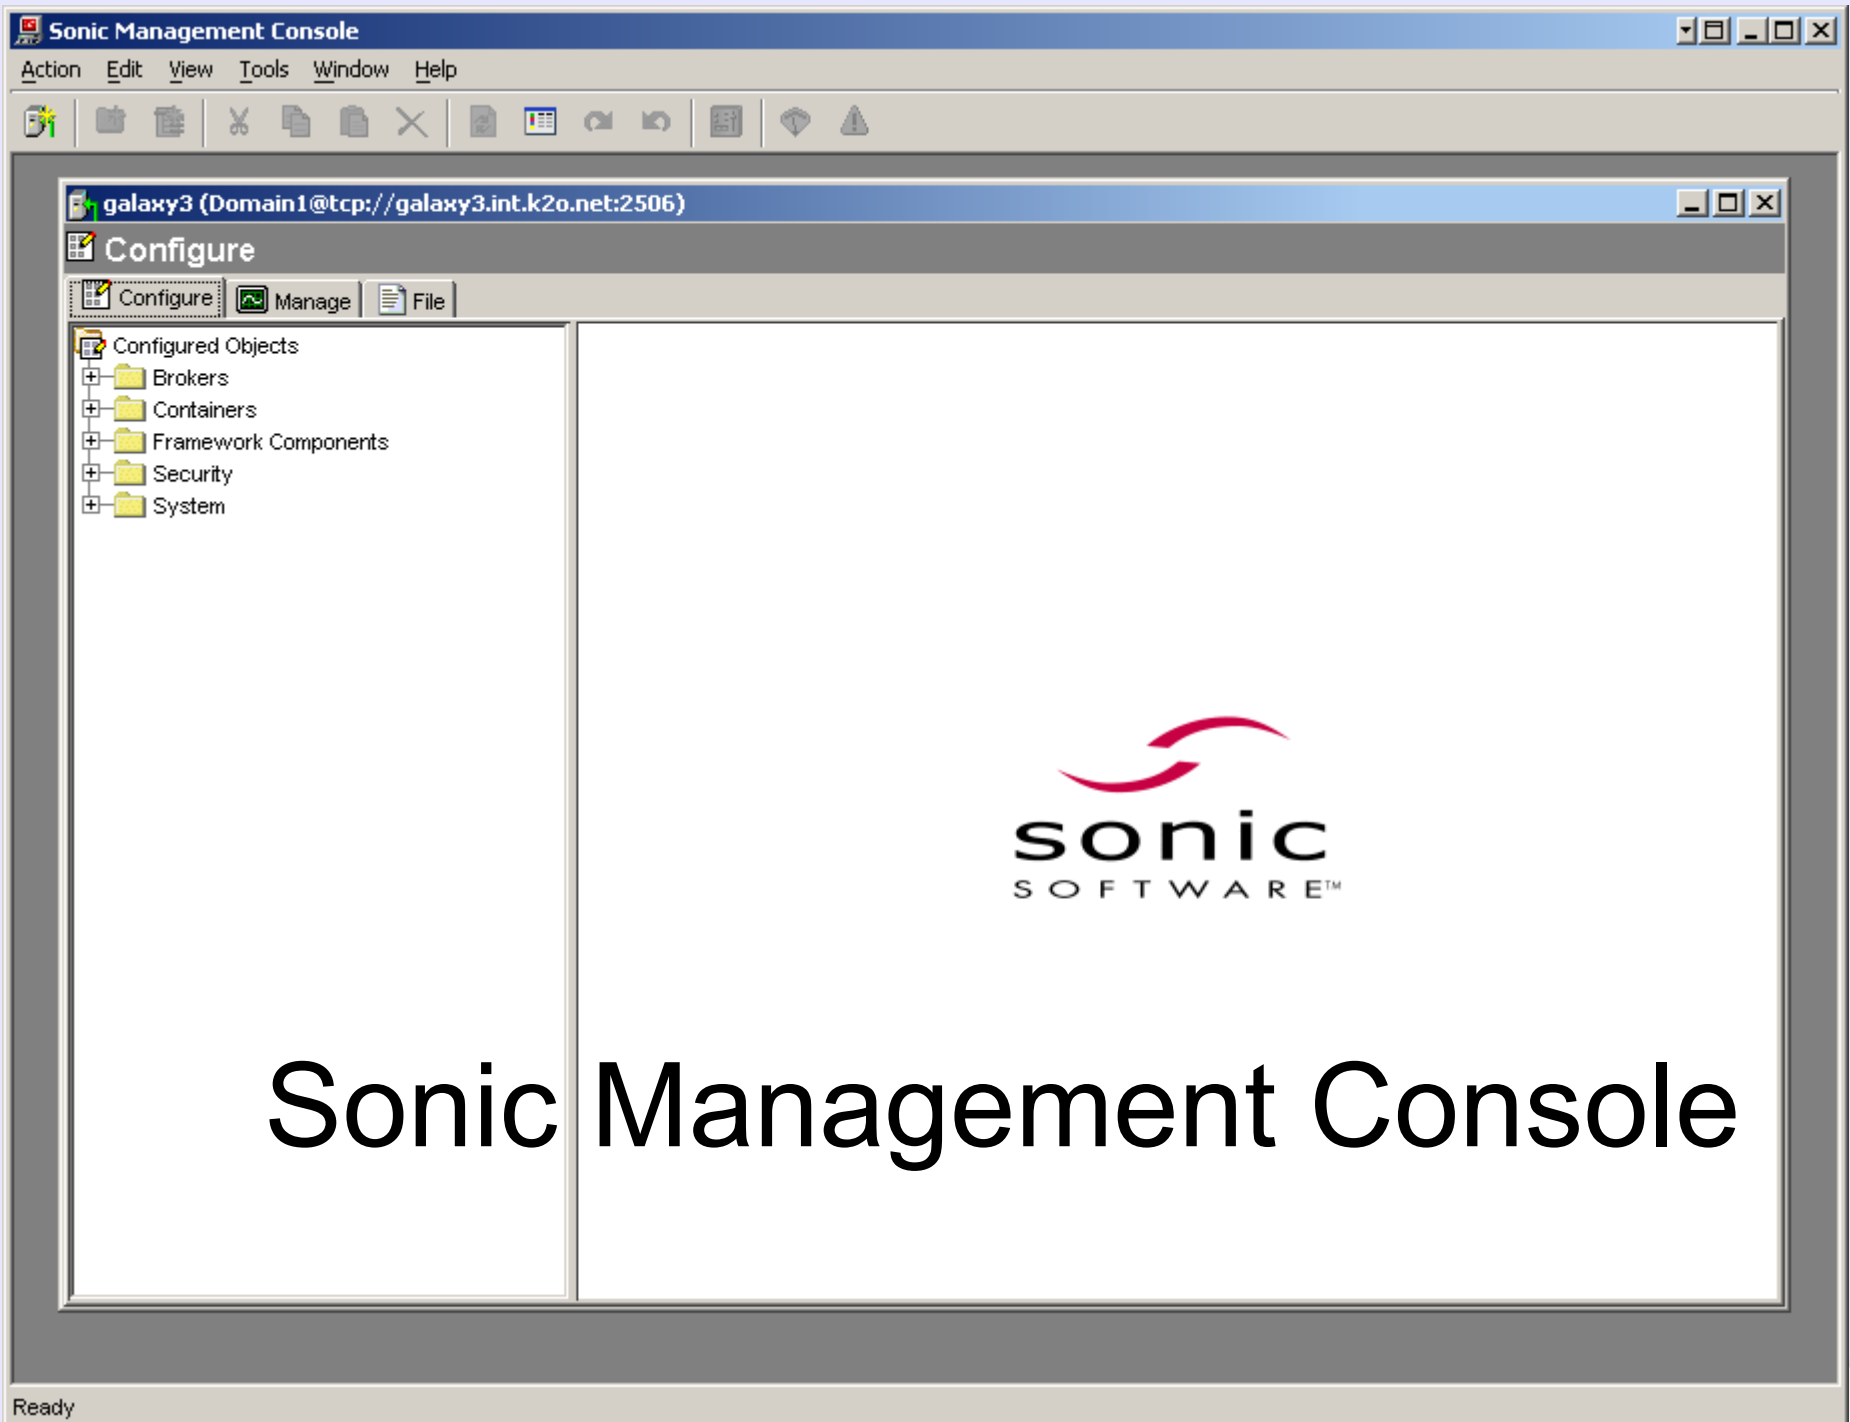 Sonic Management Console
Action Edit View Tools Window Help
galaxy3 (Domain1@tcp://galaxy3.int.k2o.net:2506)
Configure
Configure Manage File
Configured Objects
Brokers
Containers
Framework Components
Security
System
sonic
SOFTWARE™
Sonic Management Console
Ready